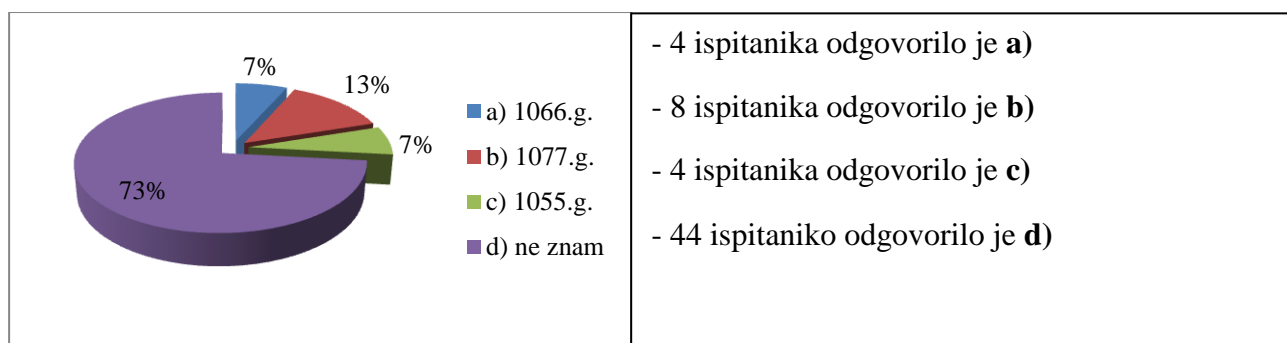 7%
13%
7%
73%
a) 1066.g.
b) 1077.g.
c) 1055.g.
d) ne znam
- 4 ispitanika odgovorilo je a)
- 8 ispitanika odgovorilo je b)
- 4 ispitanika odgovorilo je c)
- 44 ispitaniko odgovorilo je d)